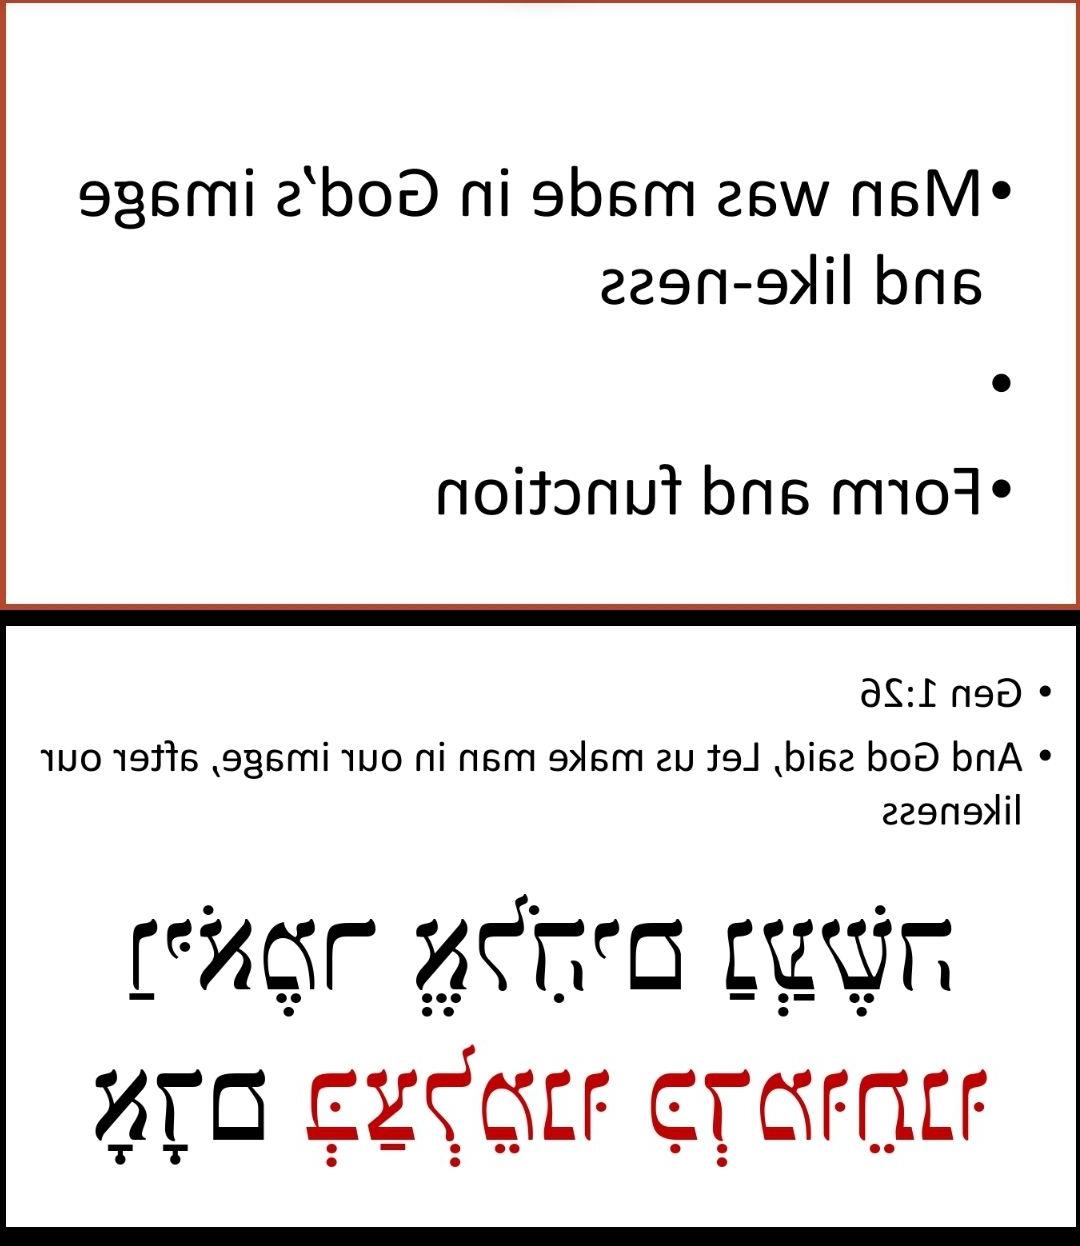 •Man was made in God’s image
and like-ness
•
•Form and function
• Gen 1:26
• And God said, Let us make man in our image, after our
likeness
וַיֹּאמֶר אֱלֹהִים נַעֲשֶׂה
אָדָם בְּצַלְמֵנוּ כִּדְמוּתֵנוּ